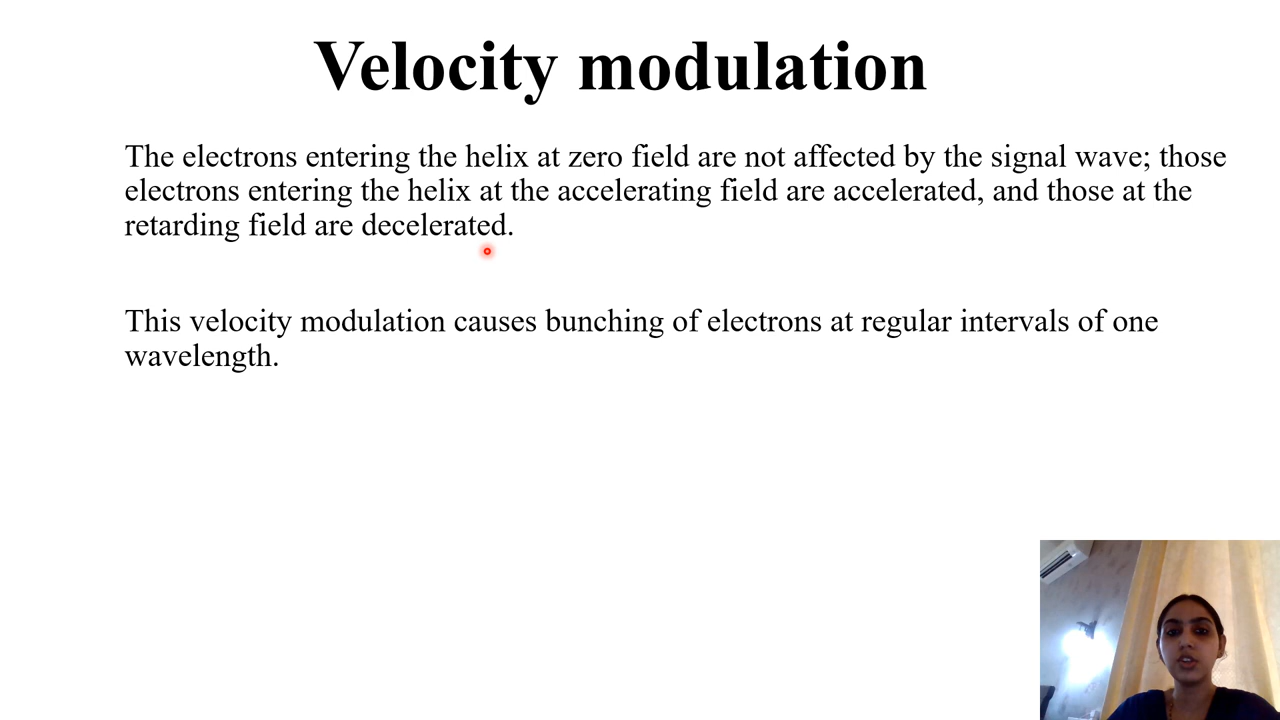 Velocity modulation
The electrons entering the helix at zero field are not affected by the signal wave; those
electrons entering the helix at the accelerating field are accelerated, and those at the
retarding field are decelerated.
This velocity modulation causes bunching of electrons at regular intervals of one
wavelength.